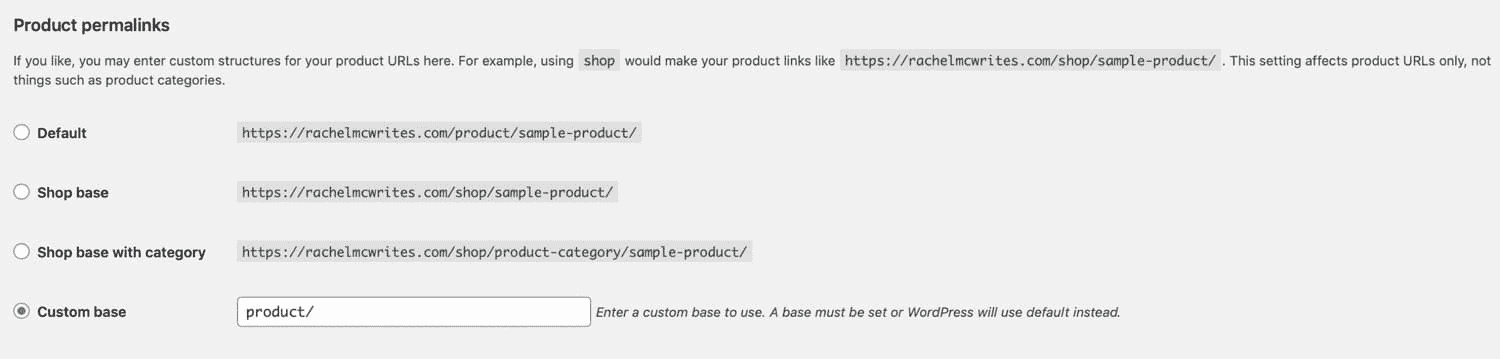 Product permalinks
If you like, you may enter custom structures for your product URLs here. For example, using shop would make your product links like https://rachelmcwrites.com/shop/sample-product/ . This setting affects product URLs only, not
things such as product categories.
Default https://rachelmcwrites.com/product/sample-product/
Shop base https://rachelmcwrites.com/shop/sample-product/
Shop base with category https://rachelmcwrites.com/shop/product-category/sample-product/
Custom base product/ Enter a custom base to use. A base must be set or WordPress will use default instead.